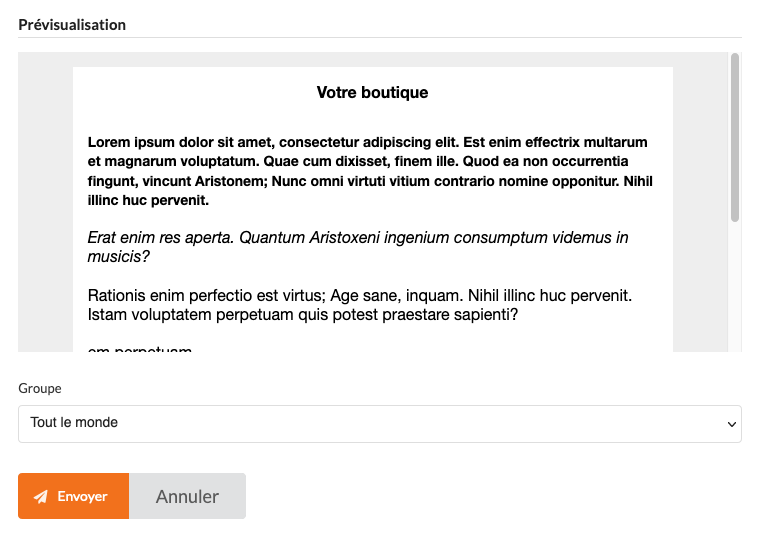 Prévisualisation
Votre boutique
Lorem ipsum dolor sit amet, consectetur adipiscing elit. Est enim effectrix multarum
et magnarum voluptatum. Quae cum dixisset, finem ille. Quod ea non occurrentia
fingunt, vincunt Aristonem; Nunc omni virtuti vitium contrario nomine opponitur. Nihil
illinc huc pervenit.
Erat enim res aperta. Quantum Aristoxeni ingenium consumptum videmus in
musicis?
Rationis enim perfectio est virtus; Age sane, inquam. Nihil illinc huc pervenit.
Istam voluptatem perpetuam quis potest praestare sapienti?
em perpetuam
Groupe
Tout le monde
Envoyer
Annuler